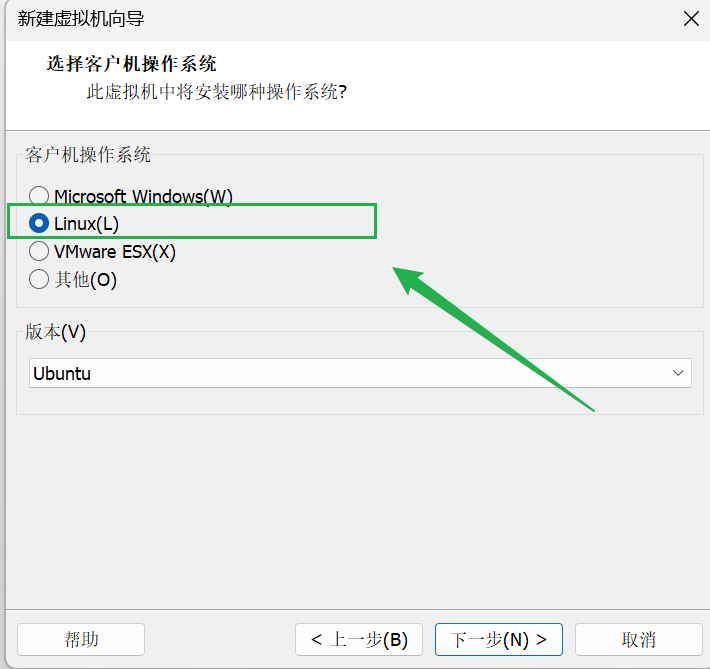 新建虚拟机向导
选择客户机操作系统
此虚拟机中将安装哪种操作系统?
客户机操作系统
Microsoft Windows(W)
Linux(L)
VMware ESX(X)
其他(O)
版本(V)
Ubuntu
帮助
< 上一步(B)
下一步(N) >
取消